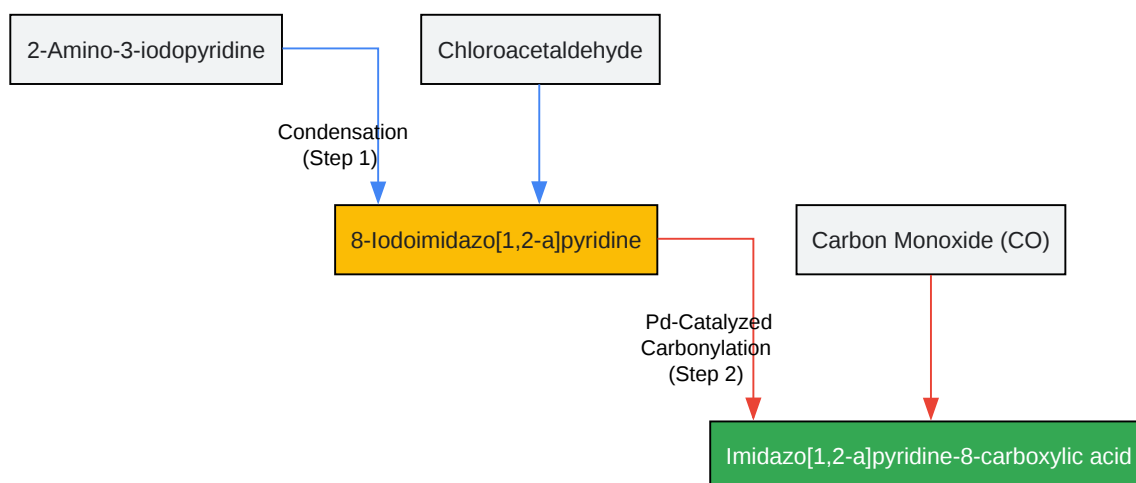 2-Amino-3-iodopyridine
Chloroacetaldehyde
Condensation
(Step 1)
8-Iodoimidazo[1,2-a]pyridine
Carbon Monoxide (CO)
Pd-Catalyzed
Carbonylation
(Step 2)
Imidazo[1,2-a]pyridine-8-carboxylic acid